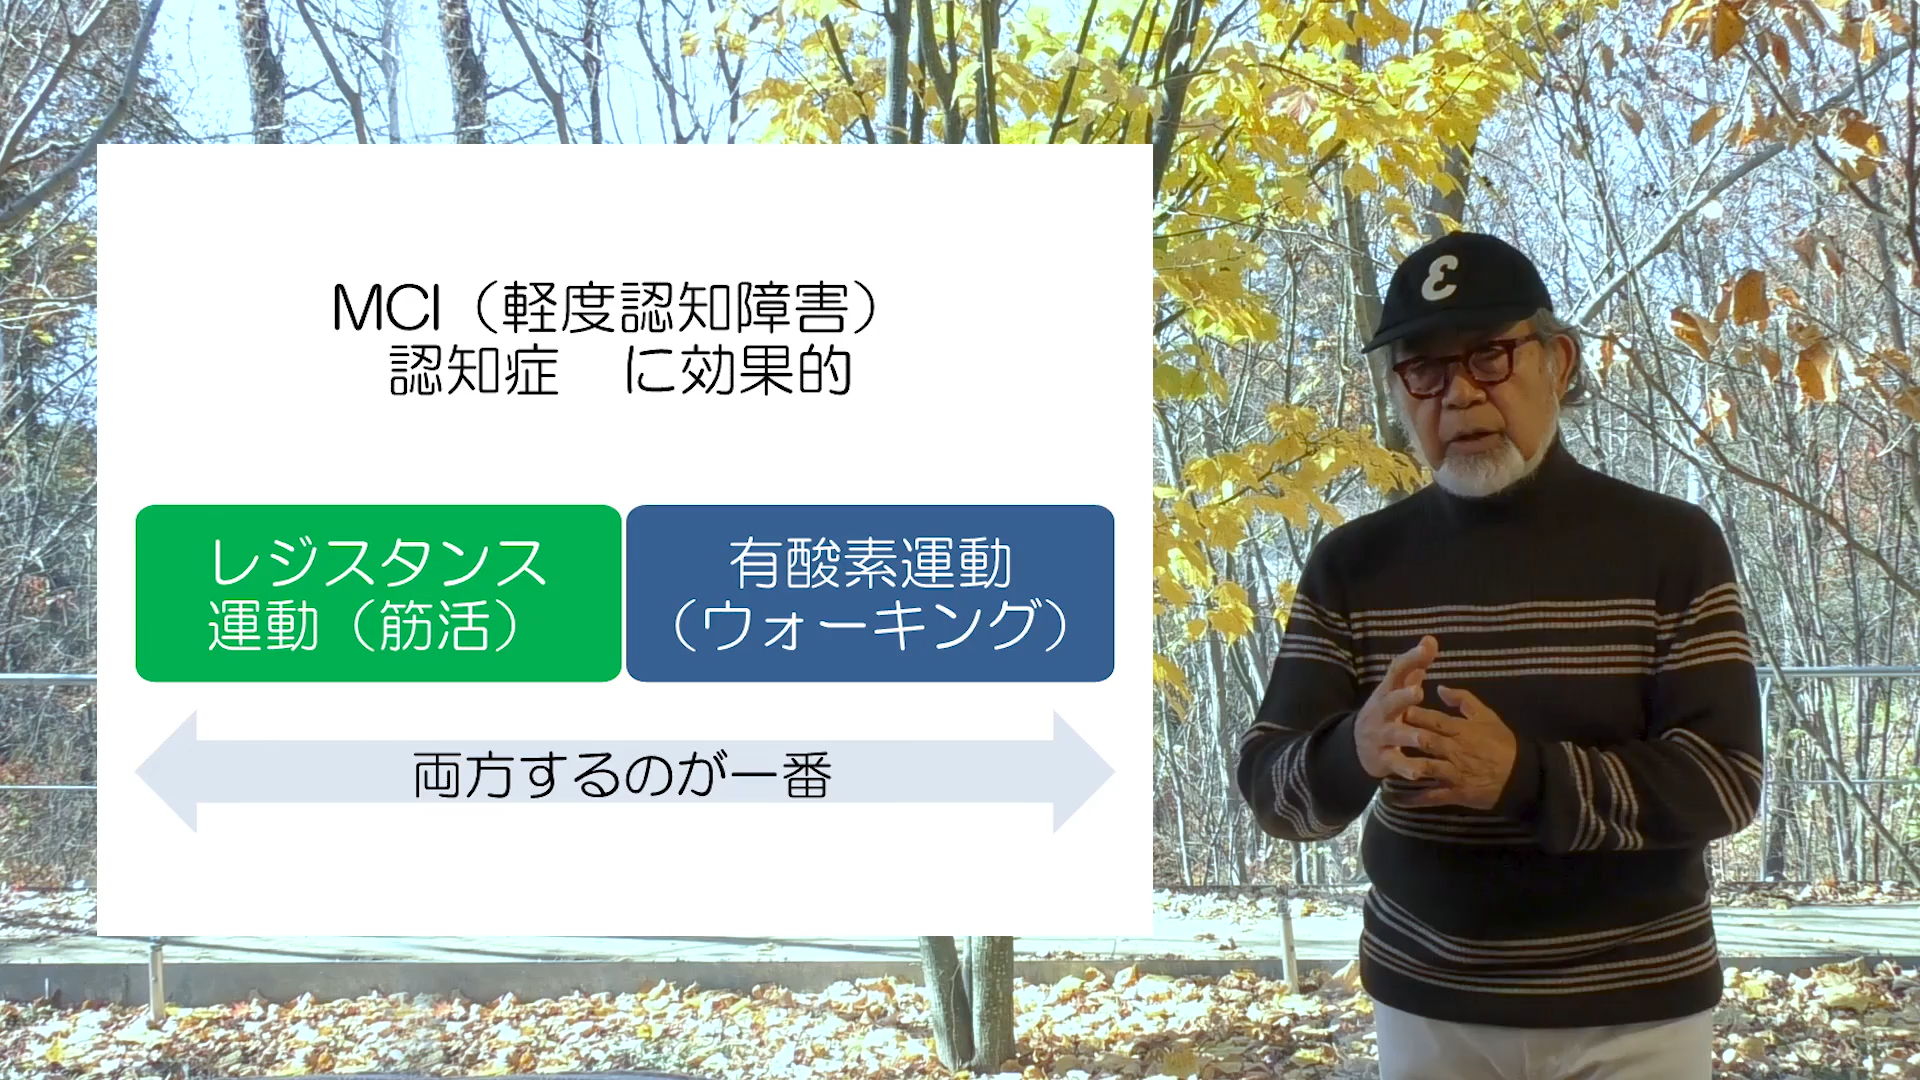 MCI（軽度認知障害）
認知症　に効果的
レジスタンス
運動（筋活）
有酸素運動
（ウォーキング）
両方するのが一番
ε